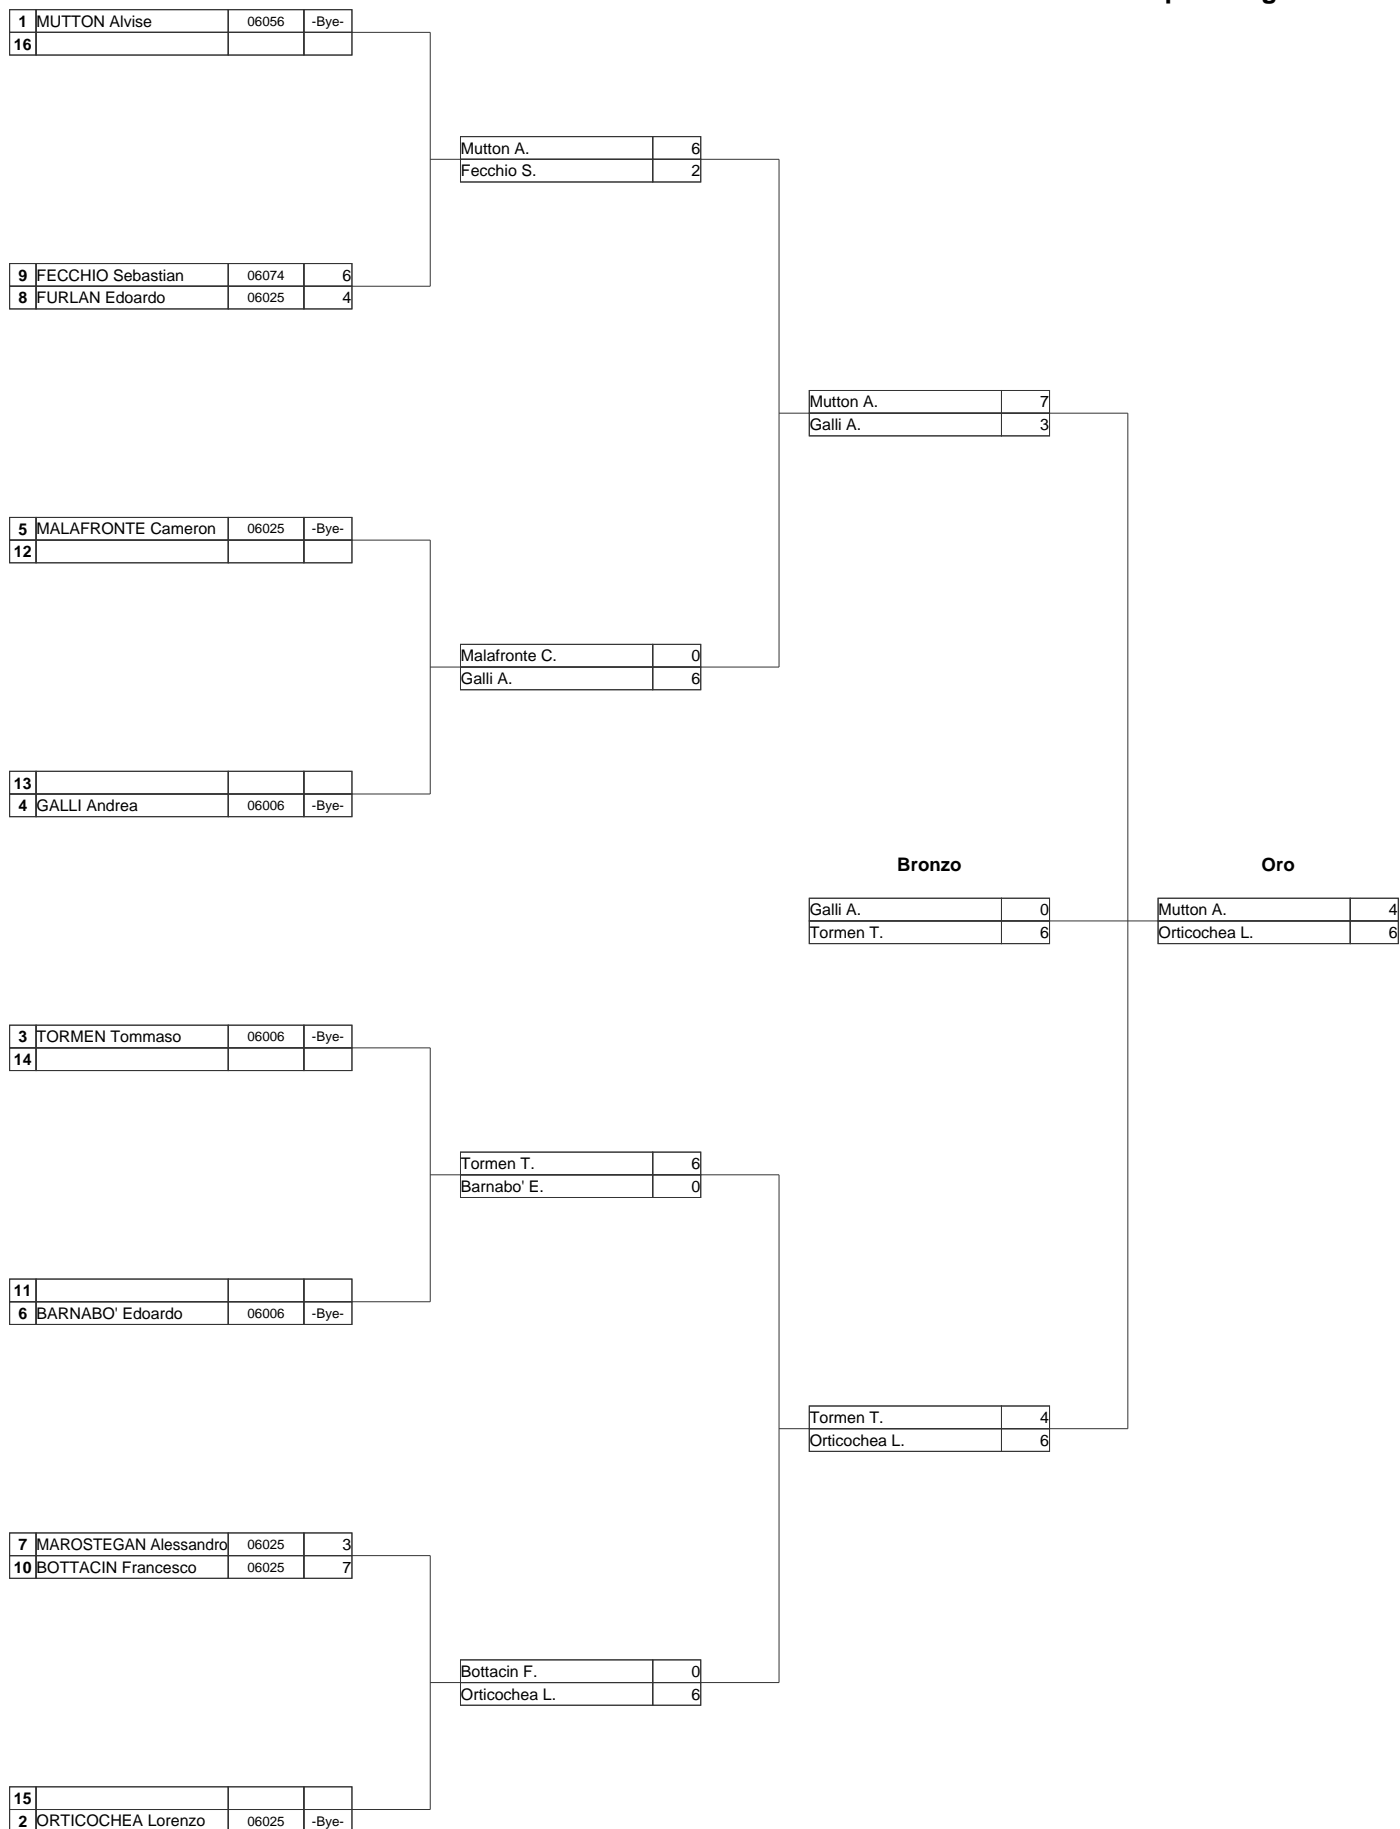 1 MUTTON Alvise 06056 -Bye-
16
Mutton A. 6
Fecchio S. 2
9 FECCHIO Sebastian 06074 6
8 FURLAN Edoardo 06025 4
Mutton A. 7
Galli A. 3
5 MALAFRONTE Cameron 06025 -Bye-
12
Malafronte C. 0
Galli A. 6
13
4 GALLI Andrea 06006 -Bye-
Bronzo Oro
Galli A. 0 Mutton A. 4
Tormen T. 6 Orticochea L. 6
3 TORMEN Tommaso 06006 -Bye-
14
Tormen T. 6
Barnabo' E. 0
11
6 BARNABO' Edoardo 06006 -Bye-
Tormen T. 4
Orticochea L. 6
7 MAROSTEGAN Alessandro 06025 3
10 BOTTACIN Francesco 06025 7
Bottacin F. 0
Orticochea L. 6
15
2 ORTICOCHEA Lorenzo 06025 -Bye-